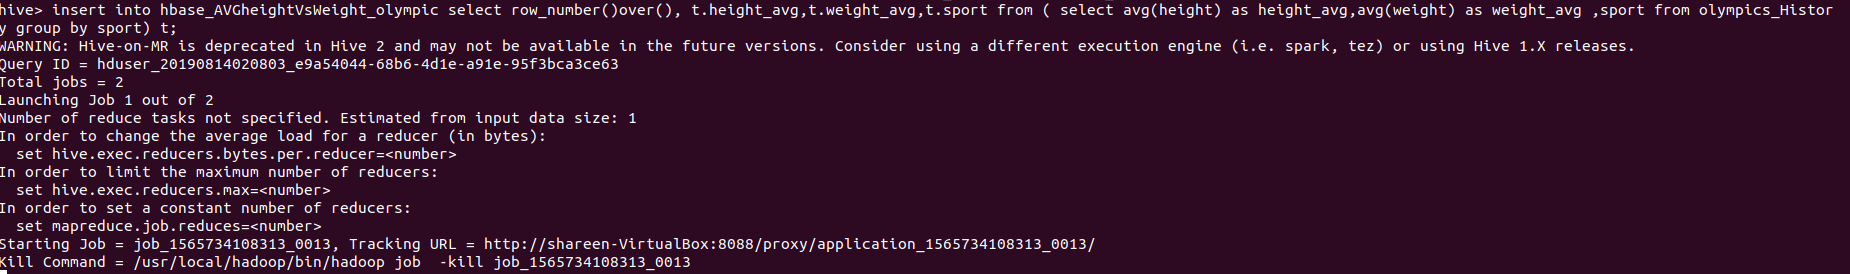 hive> insert into hbase_AVGheightVsWeight_olympic select row_number()over(), t.height_avg,t.weight_avg,t.sport from ( select avg(height) as height_avg,avg(weight) as weight_avg ,sport from olympics_Histor
y group by sport) t;
WARNING: Hive-on-MR is deprecated in Hive 2 and may not be available in the future versions. Consider using a different execution engine (i.e. spark, tez) or using Hive 1.X releases.
Query ID = hduser_20190814020803_e9a54044-68b6-4d1e-a91e-95f3bca3ce63
Total jobs = 2
Launching Job 1 out of 2
Number of reduce tasks not specified. Estimated from input data size: 1
In order to change the average load for a reducer (in bytes):
  set hive.exec.reducers.bytes.per.reducer=<number>
In order to limit the maximum number of reducers:
  set hive.exec.reducers.max=<number>
In order to set a constant number of reducers:
  set mapreduce.job.reduces=<number>
Starting Job = job_1565734108313_0013, Tracking URL = http://shareen-VirtualBox:8088/proxy/application_1565734108313_0013/
Kill Command = /usr/local/hadoop/bin/hadoop job  -kill job_1565734108313_0013